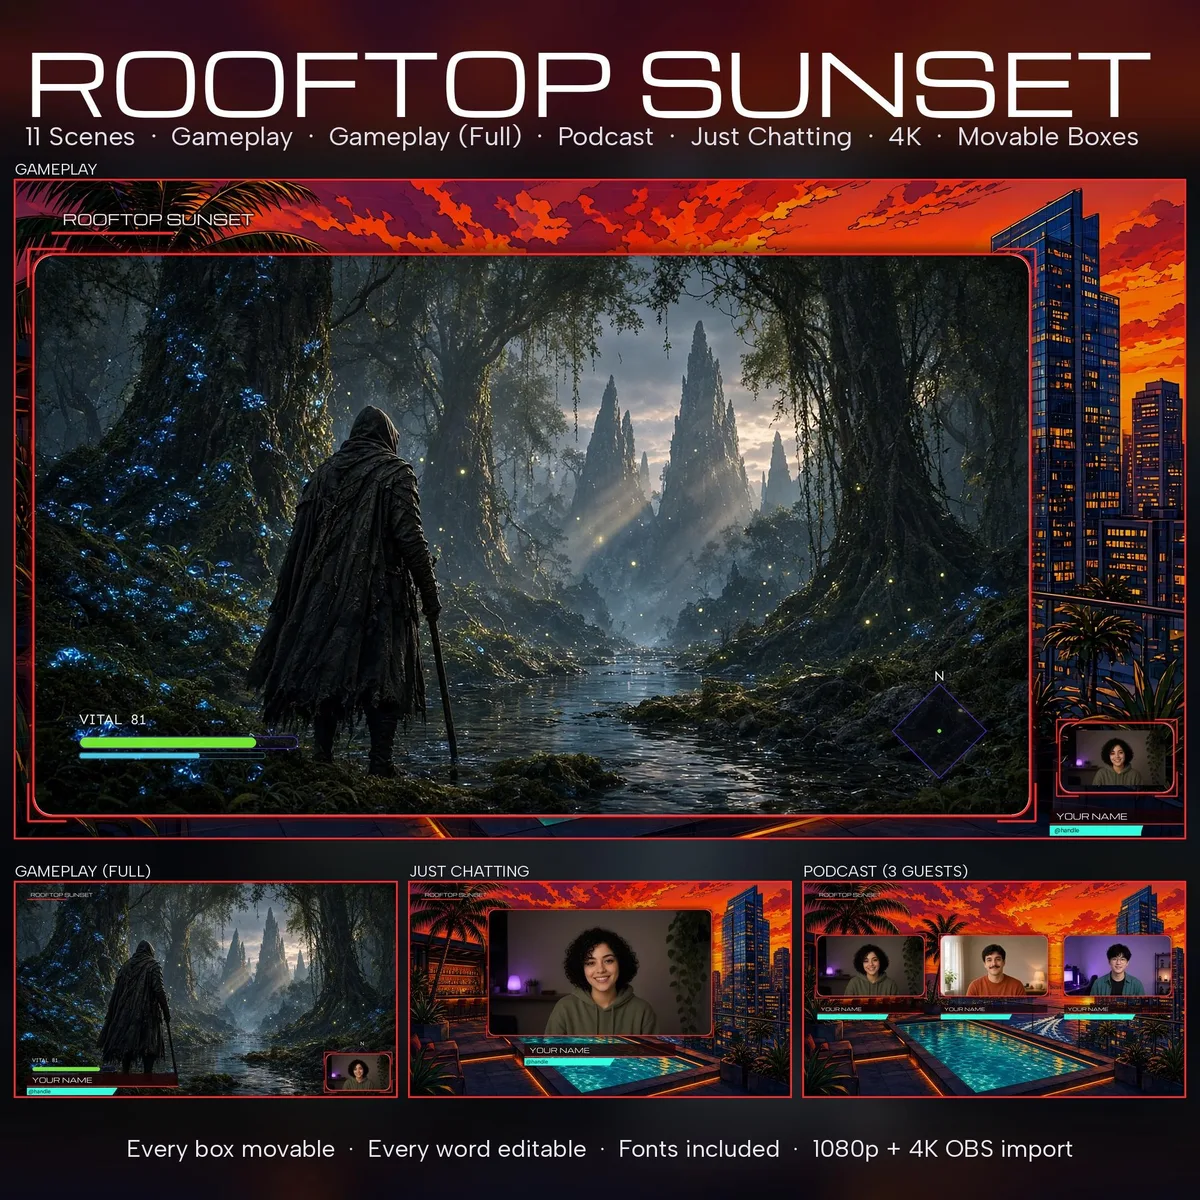 ROOFTOP SUNSET
11 Scenes · Gameplay · Gameplay (Full) · Podcast · Just Chatting · 4K · Movable Boxes
GAMEPLAY
ROOFTOP SUNSET
VITAL 81
N
YOUR NAME
@handle
GAMEPLAY (FULL)
JUST CHATTING
PODCAST (3 GUESTS)
ROOFTOP SUNSET
ROOFTOP SUNSET
ROOFTOP SUNSET
YOUR NAME
YOUR NAME
YOUR NAME
N
VITAL 81
YOUR NAME
@handle
YOUR NAME
@handle
Every box movable · Every word editable · Fonts included · 1080p + 4K OBS import